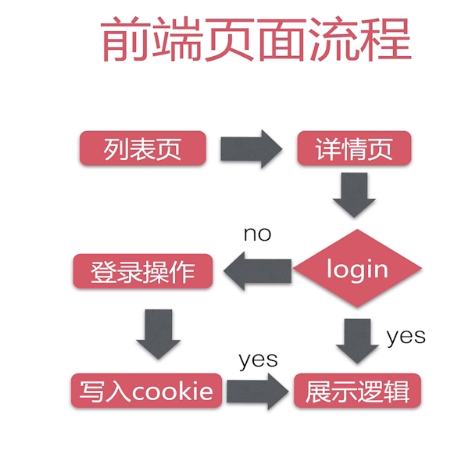 前端页面流程
列表页
详情页
no
登录操作
login
yes
yes
写入cookie
展示逻辑